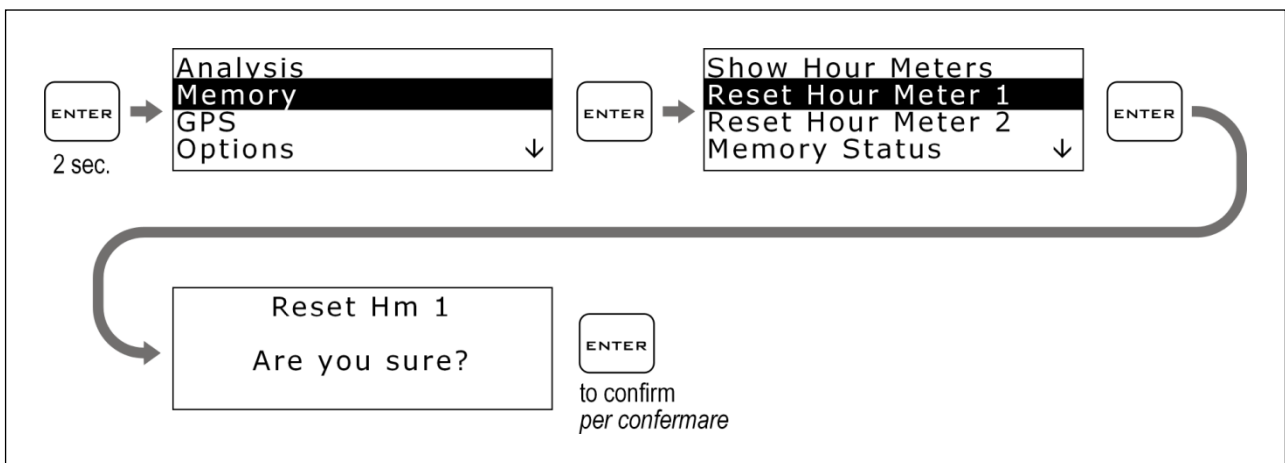 ENTER
2 sec.
Analysis
Memory
GPS
Options ↓
ENTER
Show Hour Meters
Reset Hour Meter 1
Reset Hour Meter 2
Memory Status ↓
ENTER
Reset Hm 1
Are you sure?
ENTER
to confirm
per confermare